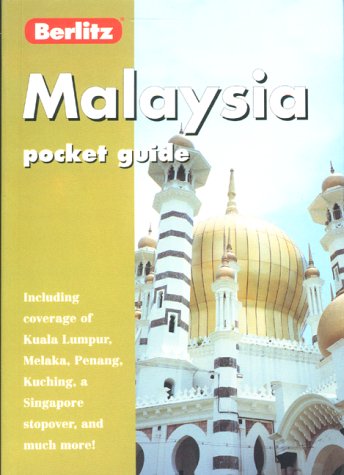 Berlitz®
Malaysia
pocket guide
Including
coverage of
Kuala Lumpur,
Melaka, Penang,
Kuching, a
Singapore
stopover, and
much more!